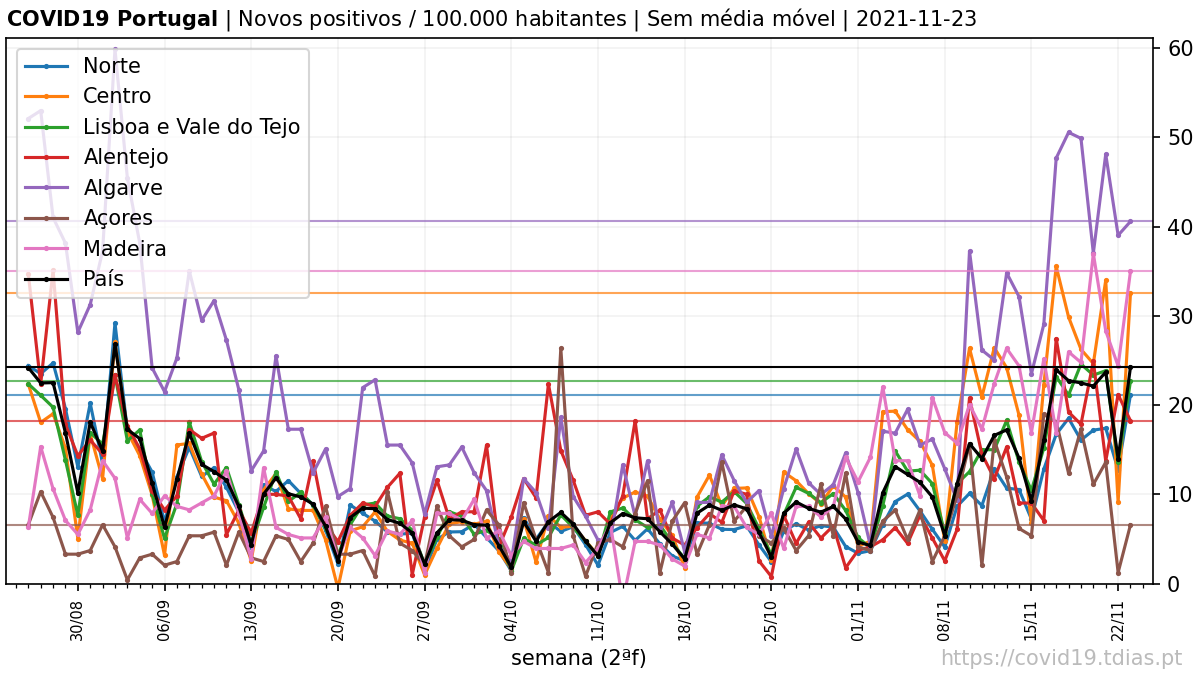 COVID19 Portugal | Novos positivos / 100.000 habitantes | Sem média móvel | 2021-11-23
Norte
Centro
Lisboa e Vale do Tejo
Alentejo
Algarve
Açores
Madeira
País
60
50
40
30
20
10
0
30/08
06/09
13/09
20/09
27/09
04/10
11/10
18/10
25/10
01/11
08/11
15/11
22/11
semana (2ªf)
https://covid19.tdias.pt